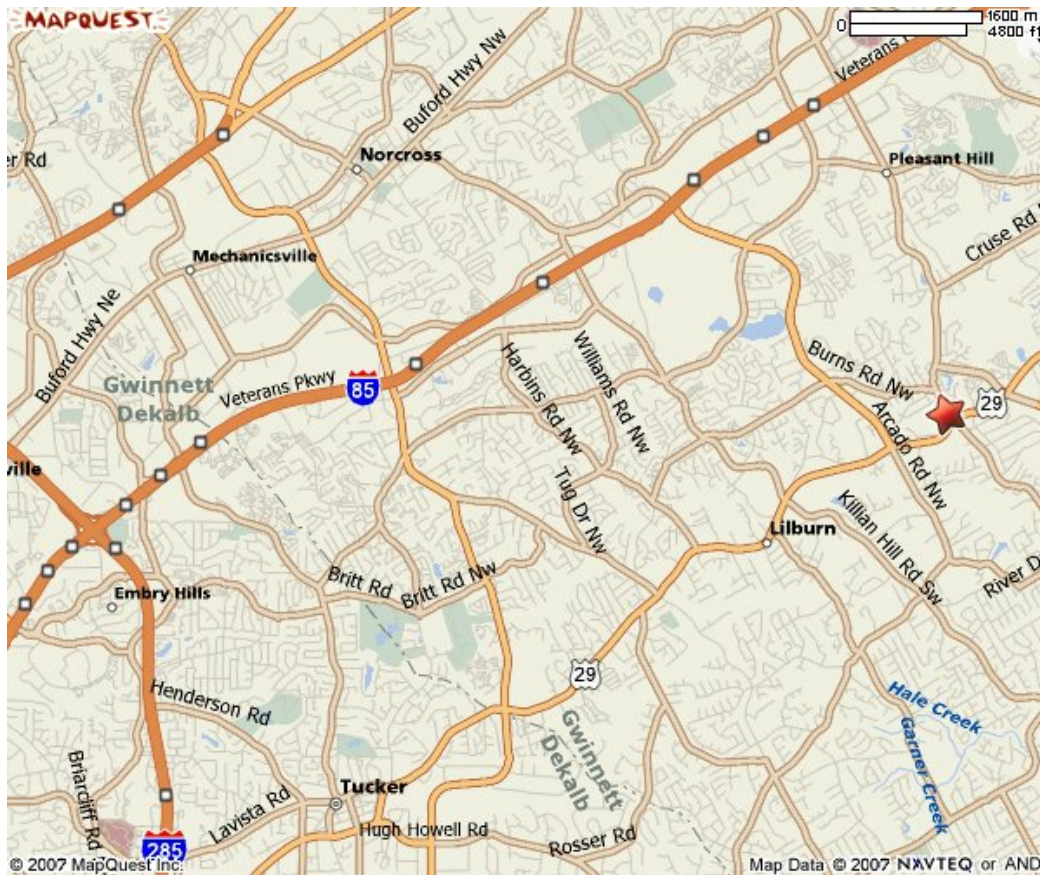 MAPQUEST
0 1600 m
4800 ft
Veterans
Buford Hwy Nw
er Rd
Norcross
Pleasant Hill
Mechanicsville
Cruse Rd
Buford Hwy Ne
Gwinnett
Dekalb
Veterans Pkwy
85
Harbins Rd Nw
Williams Rd Nw
Burns Rd Nw
29
Arcado Rd Nw
ville
Tug Dr Nw
Lilburn
Killian Hill Rd Sw
Britt Rd
Britt Rd Nw
Embry Hills
River D
29
Henderson Rd
Hale Creek
Garner Creek
Gwinnett
Dekalb
Briarcliff Rd
Tucker
Lavista Rd
Hugh Howell Rd
Rosser Rd
285
© 2007 MapQuest Inc.
Map Data © 2007 NAVTEQ or AND